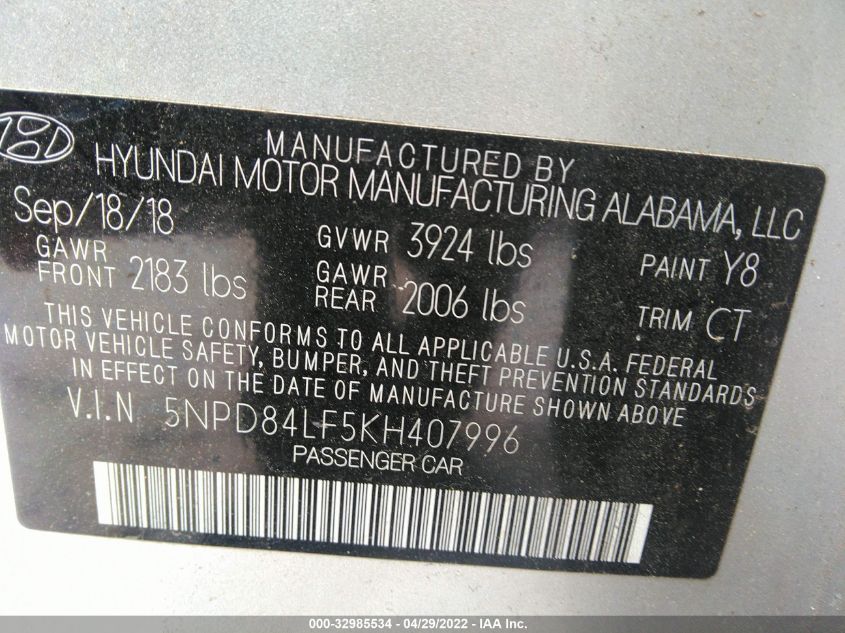 MANUFACTURED BY
HYUNDAI MOTOR MANUFACTURING ALABAMA, LLC
Sep/18/18
GAWR FRONT 2183 lbs
GVWR 3924 lbs
GAWR REAR 2006 lbs
PAINT Y8
TRIM CT
THIS VEHICLE CONFORMS TO ALL APPLICABLE U.S.A. FEDERAL
MOTOR VEHICLE SAFETY, BUMPER, AND THEFT PREVENTION STANDARDS
IN EFFECT ON THE DATE OF MANUFACTURE SHOWN ABOVE
V.I.N 5NPD84LF5KH407996
PASSENGER CAR
000-32985534 - 04/29/2022 - IAA Inc.